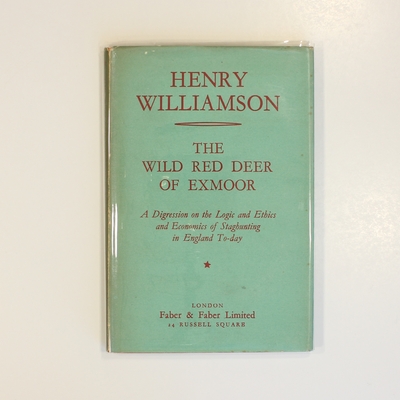 HENRY
WILLIAMSON
THE
WILD RED DEER
OF EXMOOR
A Digression on the Logic and Ethics
and Economics of Staghunting
in England To-day
LONDON
Faber & Faber Limited
24 RUSSELL SQUARE